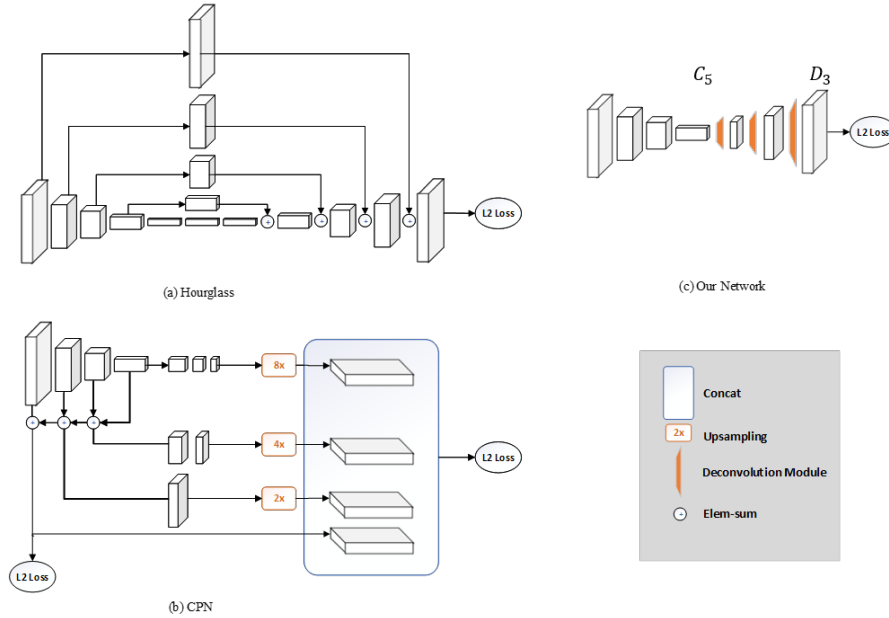 L2 Loss
(a) Hourglass
C5
D3
L2 Loss
(c) Our Network
8x
4x
2x
L2 Loss
L2 Loss
(b) CPN
Concat
2x
Upsampling
Deconvolution Module
Elem-sum